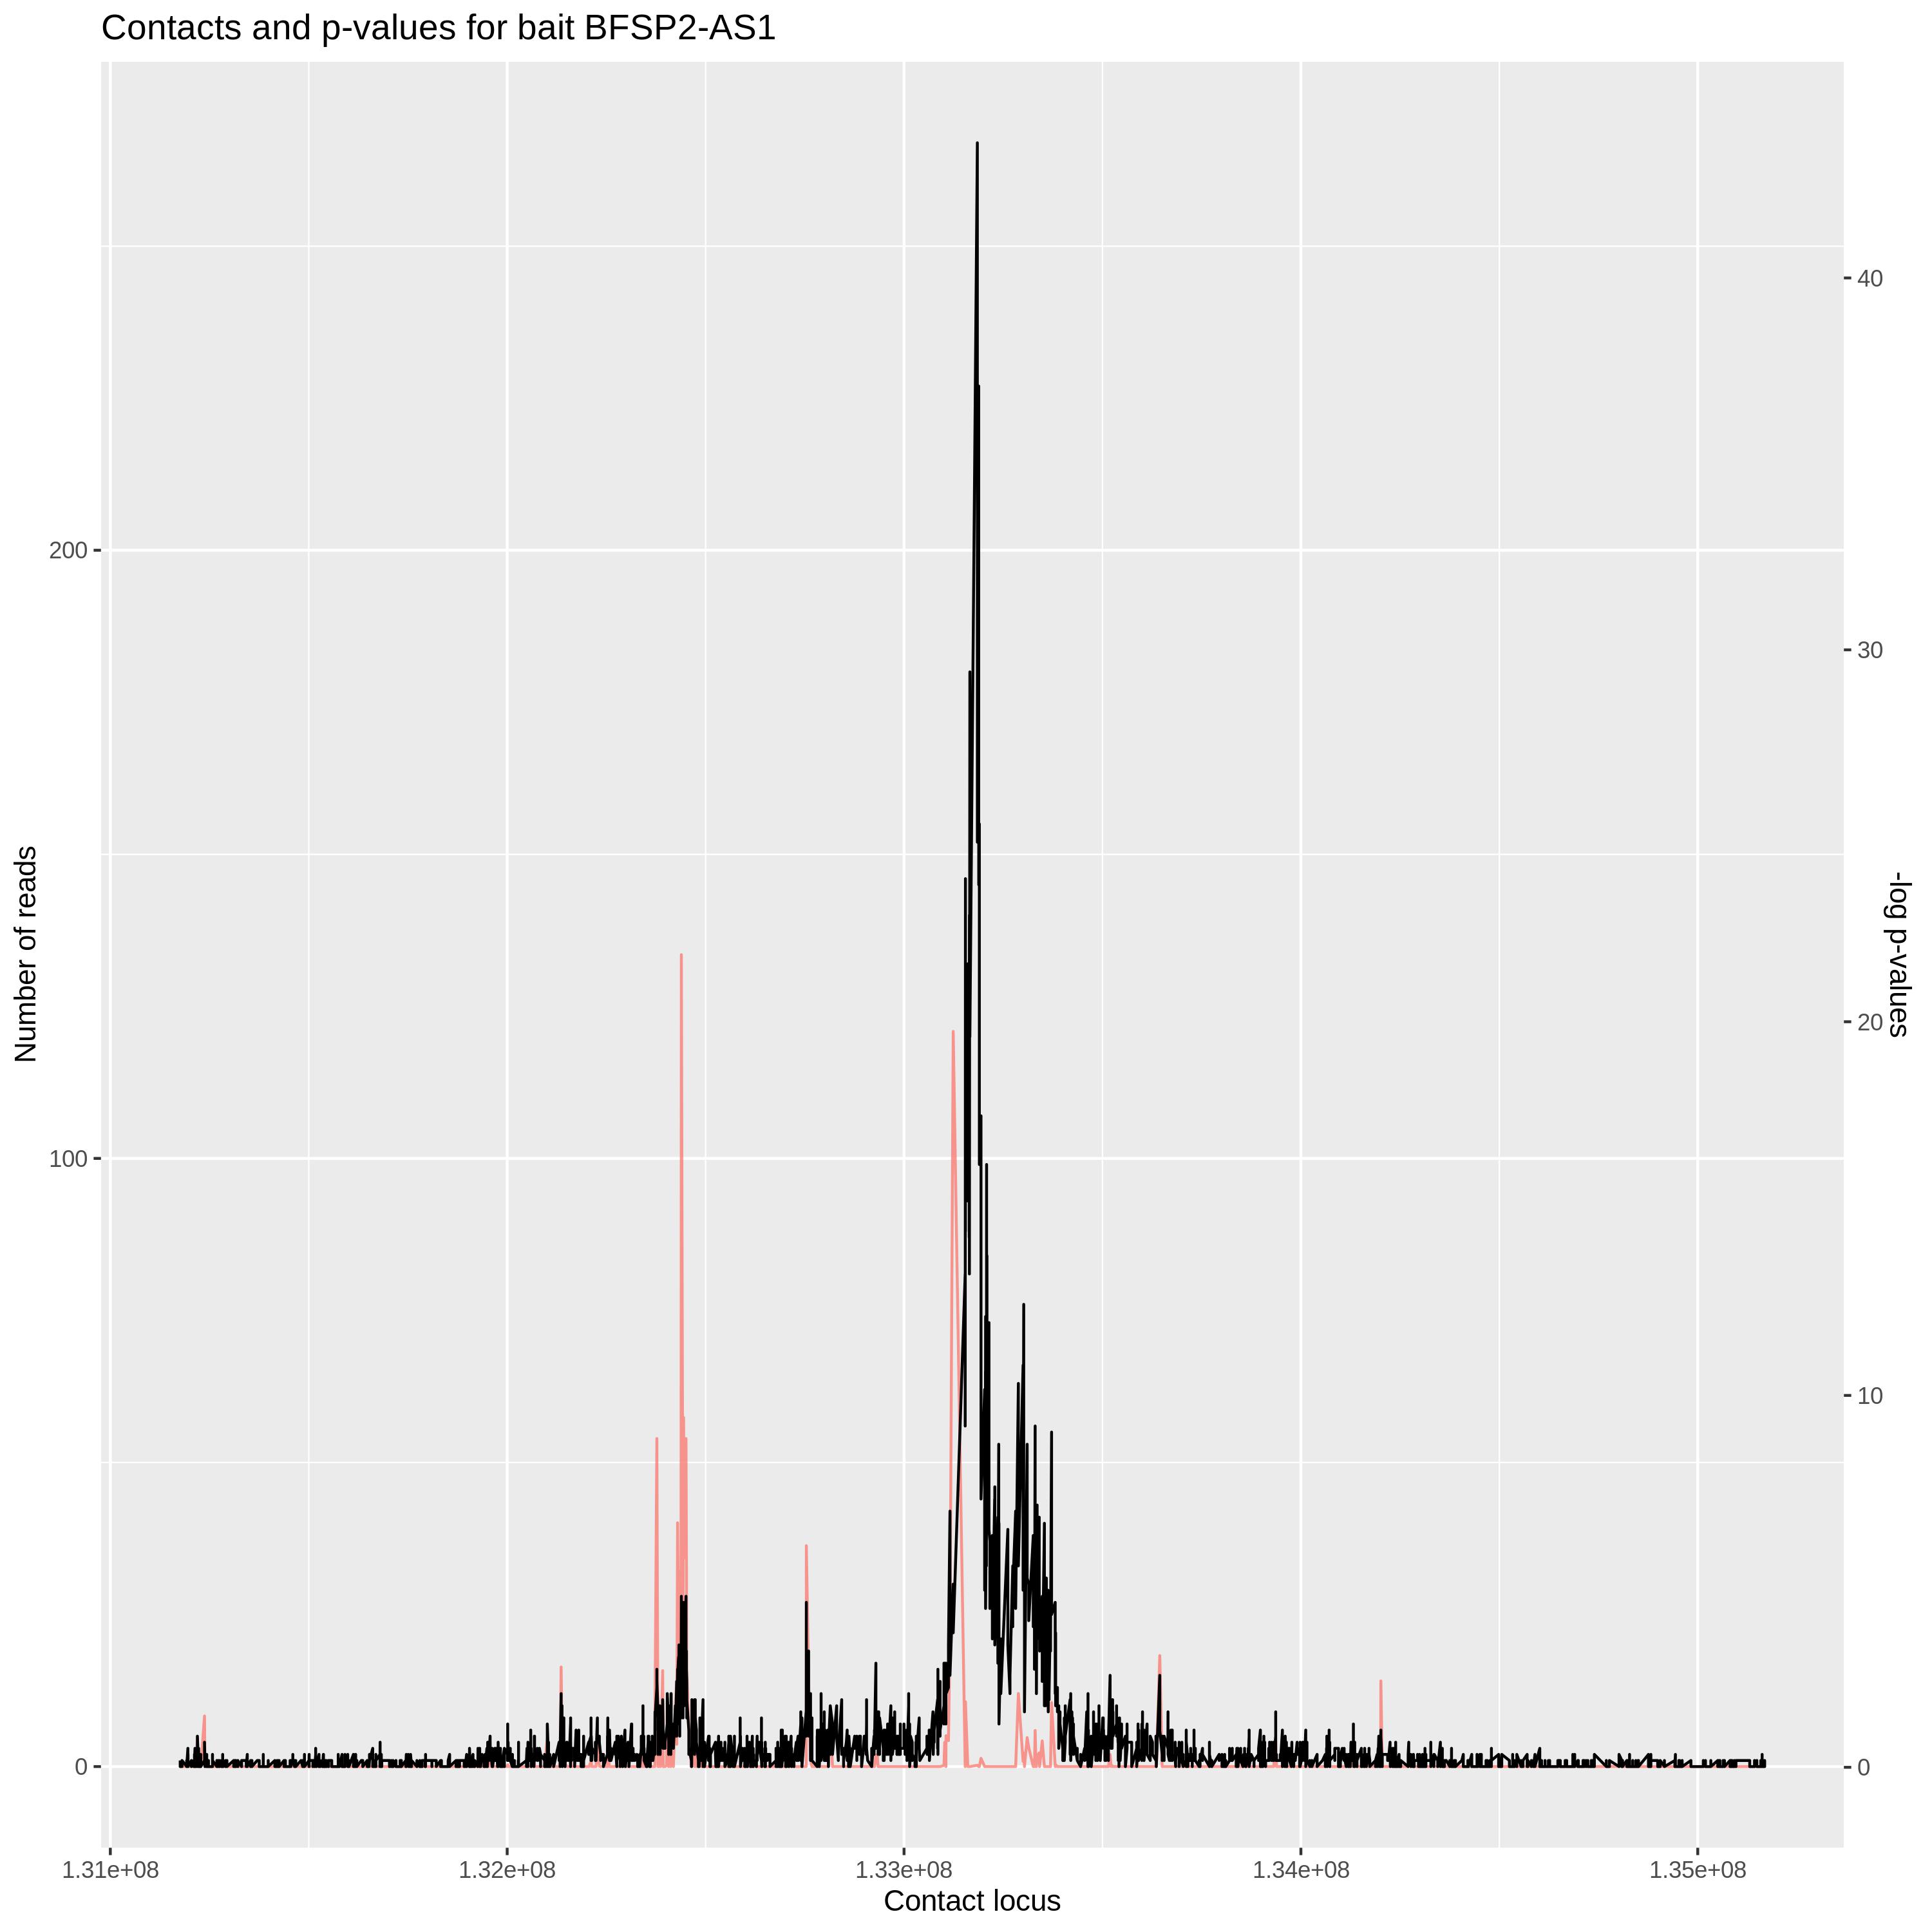 Contacts and p-values for bait BFSP2-AS1
Number of reads
200
100
0
40
30
20
10
0
-log p-values
1.31e+08
1.32e+08
1.33e+08
1.34e+08
1.35e+08
Contact locus